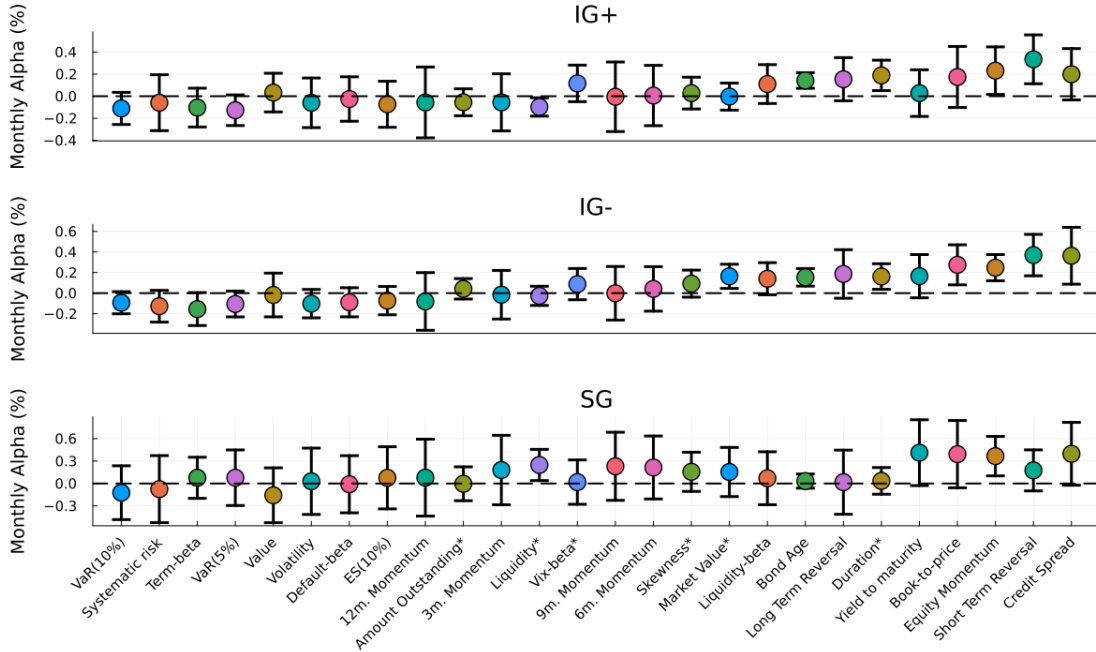 IG+
Monthly Alpha (%)
0.4
0.2
0.0
−0.2
−0.4
IG-
Monthly Alpha (%)
0.6
0.4
0.2
0.0
−0.2
SG
Monthly Alpha (%)
0.6
0.3
0.0
−0.3
VaR(10%)
Systematic risk
Term-beta
VaR(5%)
Value
Volatility
Default-beta
ES(10%)
12m. Momentum
Amount Outstanding*
3m. Momentum
Liquidity*
Vix-beta*
9m. Momentum
6m. Momentum
Skewness*
Market Value*
Liquidity-beta
Bond Age
Long Term Reversal
Duration*
Yield to maturity
Book-to-price
Equity Momentum
Short Term Reversal
Credit Spread